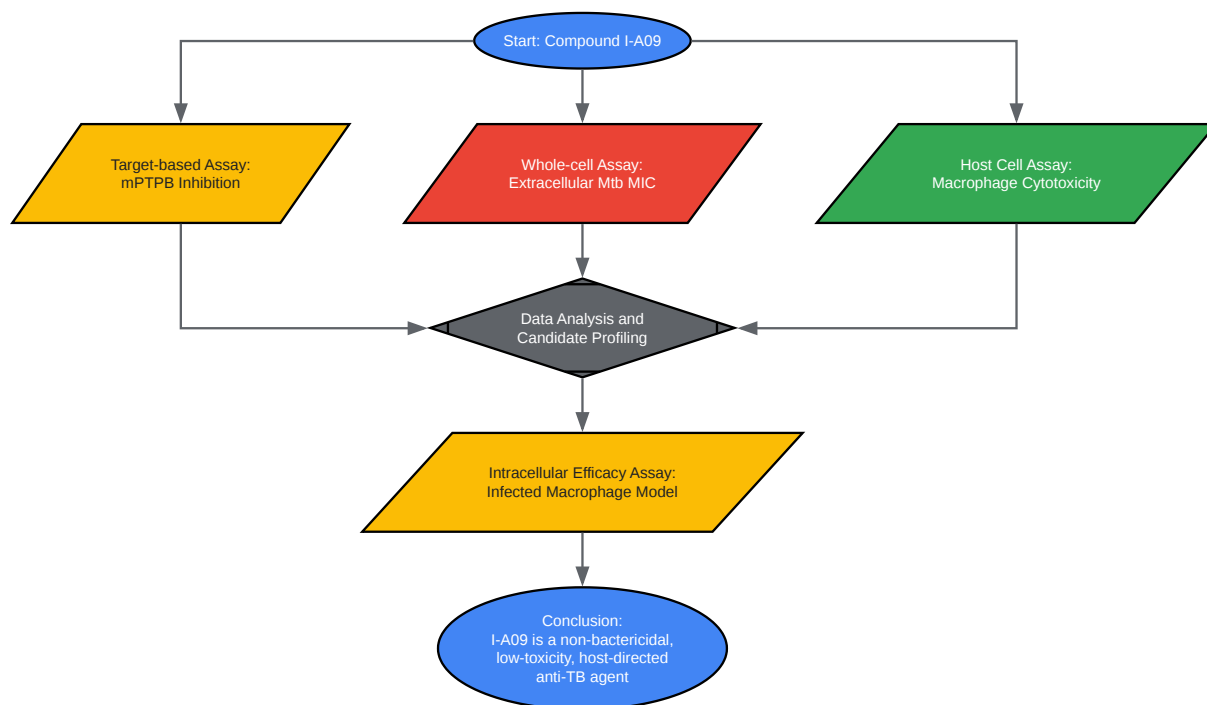 Start: Compound I-A09
Target-based Assay:
mPTPB Inhibition
Whole-cell Assay:
Extracellular Mtb MIC
Host Cell Assay:
Macrophage Cytotoxicity
Data Analysis and
Candidate Profiling
Intracellular Efficacy Assay:
Infected Macrophage Model
Conclusion:
I-A09 is a non-bactericidal,
low-toxicity, host-directed
anti-TB agent